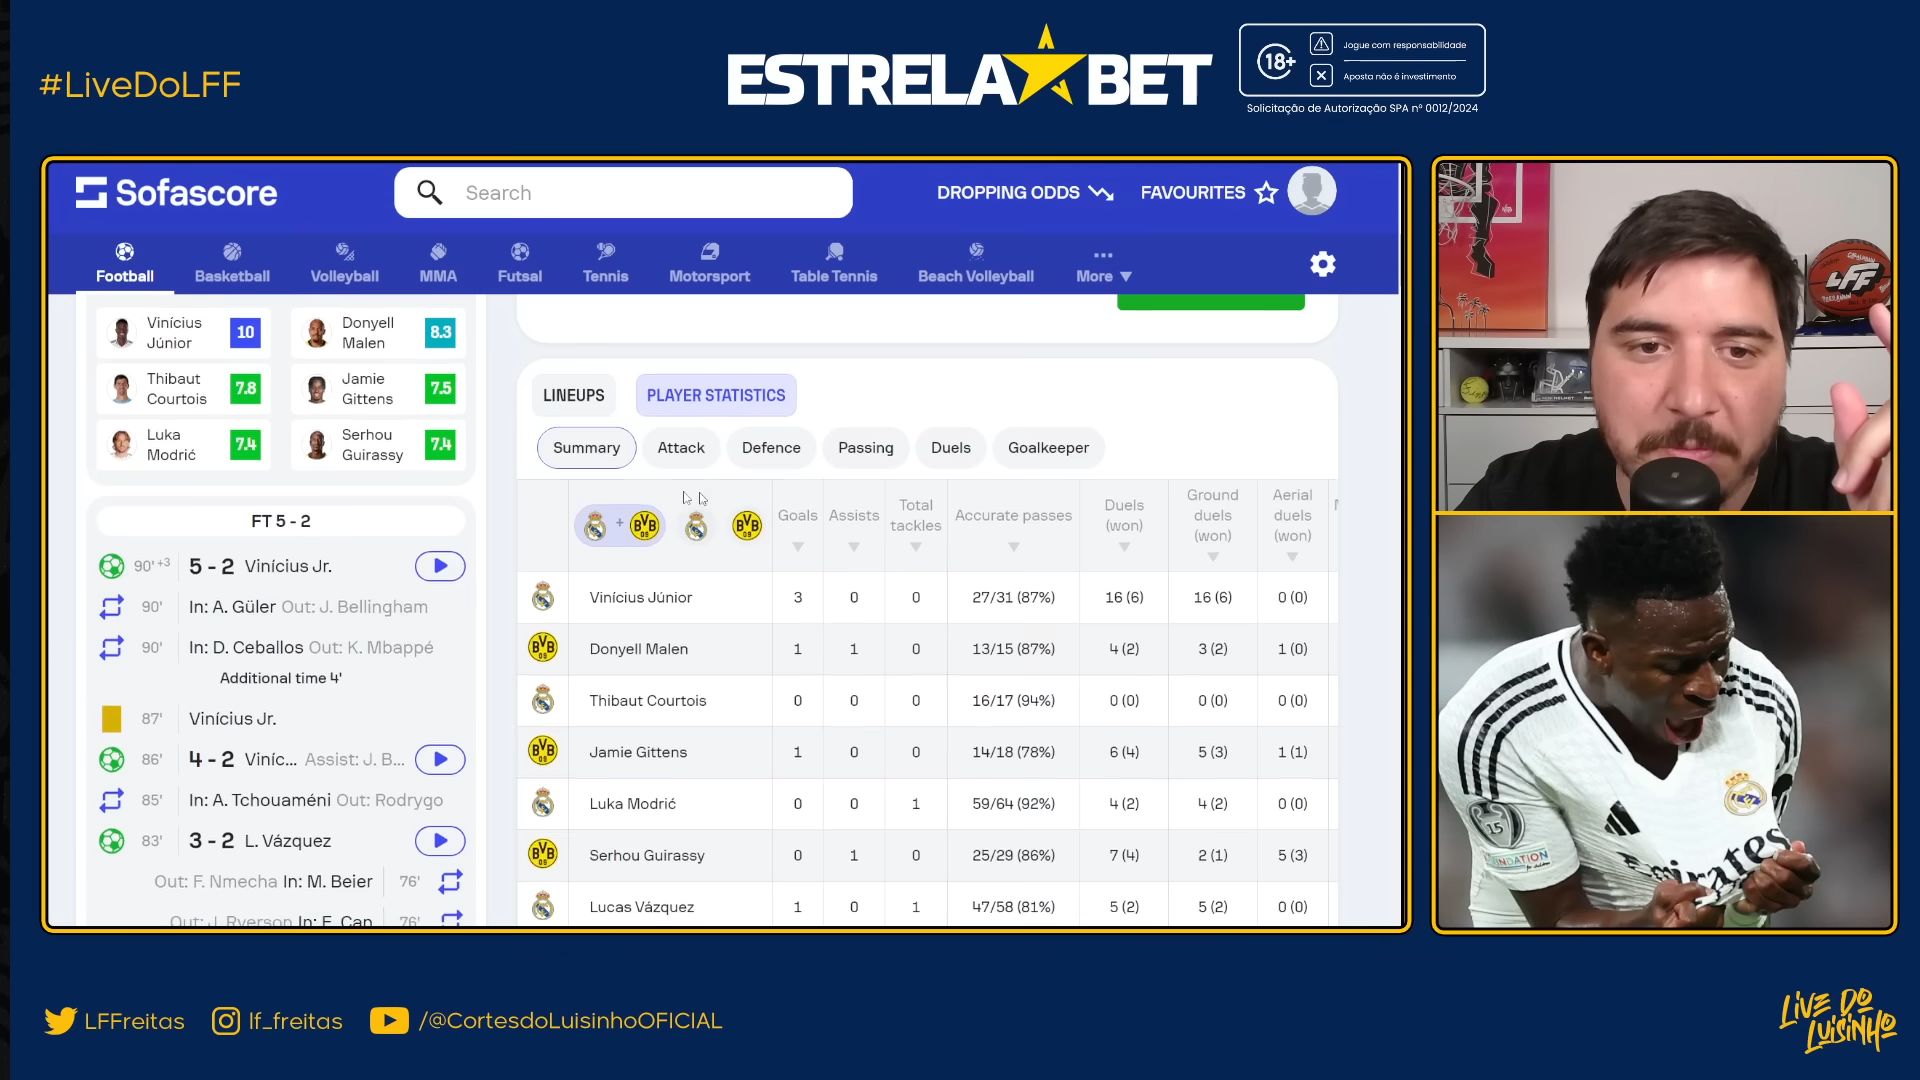 #LiveDoLFF
ESTRELA BET
18+
Jogue com responsabilidade
Aposta não é investimento
Solicitação de Autorização SPA nº 0012/2024
Sofascore
Search
DROPPING ODDS
FAVOURITES
Football
Basketball
Volleyball
MMA
Futsal
Tennis
Motorsport
Table Tennis
Beach Volleyball
More
Vinícius Júnior 10
Donyell Malen 8.3
Thibaut Courtois 7.8
Jamie Gittens 7.5
Luka Modrić 7.4
Serhou Guirassy 7.4
FT 5 - 2
90' +3 5 - 2 Vinícius Jr.
90' In: A. Güler Out: J. Bellingham
90' In: D. Ceballos Out: K. Mbappé
Additional time 4'
87' Vinícius Jr.
86' 4 - 2 Viníc... Assist: J. B...
85' In: A. Tchouaméni Out: Rodrygo
83' 3 - 2 L. Vázquez
Out: F. Nmecha In: M. Beier 76'
Out: J. Ryerson In: E. Can 76'
LINEUPS
PLAYER STATISTICS
Summary
Attack
Defence
Passing
Duels
Goalkeeper
+ Goals Assists Total tackles Accurate passes Duels (won) Ground duels (won) Aerial duels (won)
Vinícius Júnior 3 0 0 27/31 (87%) 16 (6) 16 (6) 0 (0)
Donyell Malen 1 1 0 13/15 (87%) 4 (2) 3 (2) 1 (0)
Thibaut Courtois 0 0 0 16/17 (94%) 0 (0) 0 (0) 0 (0)
Jamie Gittens 1 0 0 14/18 (78%) 6 (4) 5 (3) 1 (1)
Luka Modrić 0 0 1 59/64 (92%) 4 (2) 4 (2) 0 (0)
Serhou Guirassy 0 1 0 25/29 (86%) 7 (4) 2 (1) 5 (3)
Lucas Vázquez 1 0 1 47/58 (81%) 5 (2) 5 (2) 0 (0)
LFF
15
Emirates
LFFreitas
lf_freitas
/@CortesdoLuisinhoOFICIAL
LIVE DO
LUISINHO